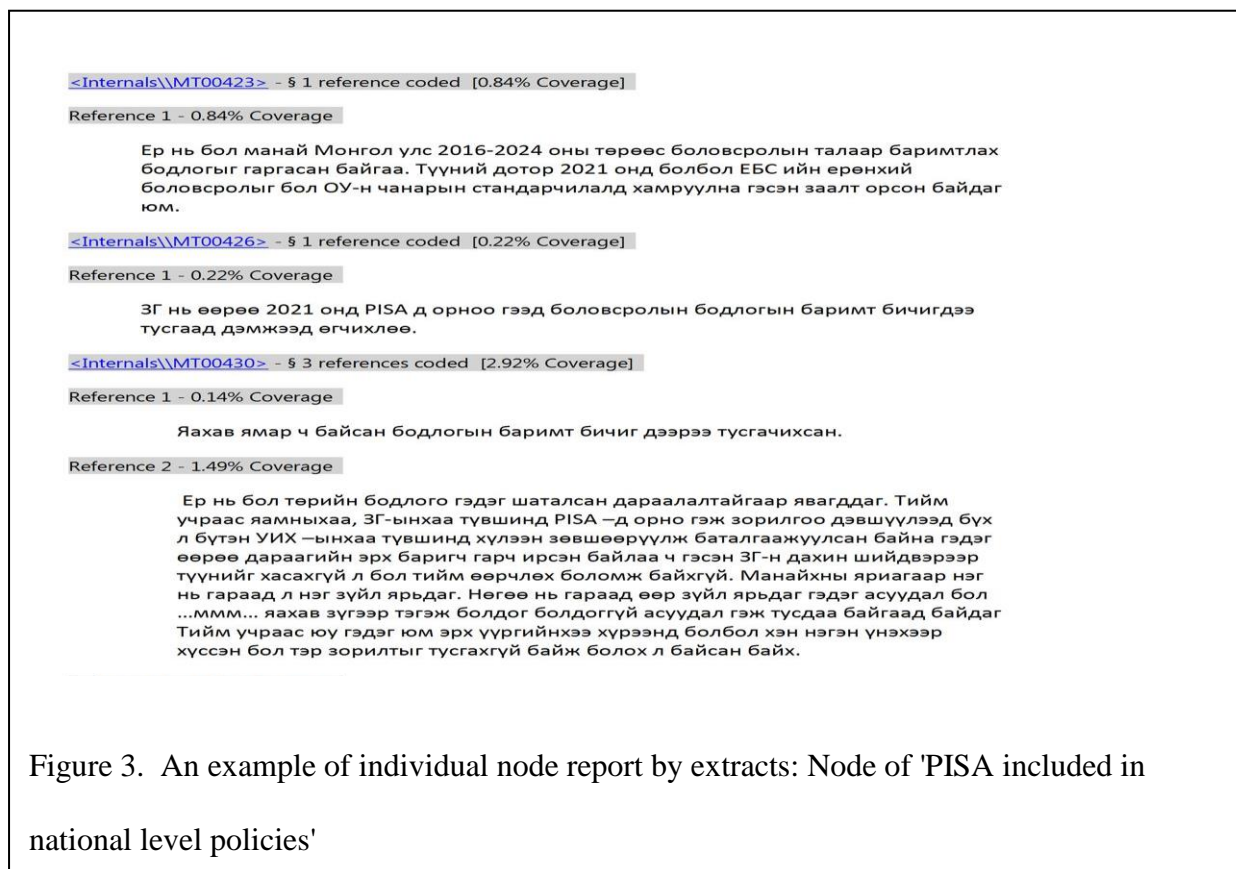 <Internals\\MT00423> - § 1 reference coded [0.84% Coverage]
Reference 1 - 0.84% Coverage
Ер нь бол манай Монгол улс 2016-2024 оны төрөөс боловсролын талаар баримтлах
бодлогыг гаргасан байгаа. Түүний дотор 2021 онд болбол ЕБС ийн ерөнхий
боловсролыг бол ОУ-н чанарын стандарчилалд хамруулна гэсэн заалт орсон байдаг
юм.
<Internals\\MT00426> - § 1 reference coded [0.22% Coverage]
Reference 1 - 0.22% Coverage
ЗГ нь өөрөө 2021 онд PISA д орноо гээд боловсролын бодлогын баримт бичигдээ
тусгаад дэмжээд өгчихлөө.
<Internals\\MT00430> - § 3 references coded [2.92% Coverage]
Reference 1 - 0.14% Coverage
Яахав ямар ч байсан бодлогын баримт бичиг дээрээ тусгачихсан.
Reference 2 - 1.49% Coverage
Ер нь бол төрийн бодлого гэдэг шаталсан дараалалтайгаар явагддаг. Тийм
учраас яамныхаа, ЗГ-ынхаа түвшинд PISA –д орно гэж зорилгоо дэвшүүлээд бүх
л бүтэн УИХ –ынхаа түвшинд хүлээн зөвшөөрүүлж баталгаажуулсан байна гэдэг
өөрөө дараагийн эрх баригч гарч ирсэн байлаа ч гэсэн ЗГ-н дахин шийдвэрээр
түүнийг хасахгүй л бол тийм өөрчлөх боломж байхгүй. Манайхны яриагаар нэг
нь гараад л нэг зүйл ярьдаг. Нөгөө нь гараад өөр зүйл ярьдаг гэдэг асуудал бол
...ммм... яахав зүгээр тэгэж болдог болдоггүй асуудал гэж тусдаа байгаад байдаг
Тийм учраас юу гэдэг юм эрх үүргийнхээ хүрээнд болбол хэн нэгэн үнэхээр
хүссэн бол тэр зорилтыг тусгахгүй байж болох л байсан байх.
Figure 3. An example of individual node report by extracts: Node of 'PISA included in
national level policies'